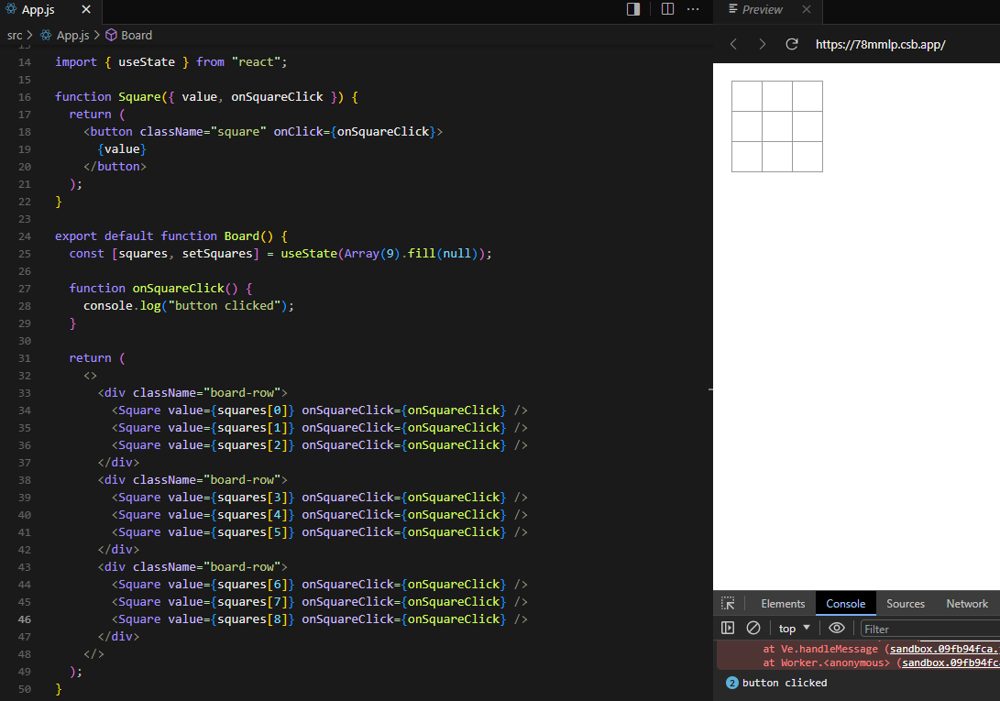 App.js
src > App.js > Board
13
14 import { useState } from "react";
15
16 function Square({ value, onSquareClick }) {
17 return (
18 <button className="square" onClick={onSquareClick}>
19 {value}
20 </button>
21 );
22 }
23
24 export default function Board() {
25 const [squares, setSquares] = useState(Array(9).fill(null));
26
27 function onSquareClick() {
28 console.log("button clicked");
29 }
30
31 return (
32 <>
33 <div className="board-row">
34 <Square value={squares[0]} onSquareClick={onSquareClick} />
35 <Square value={squares[1]} onSquareClick={onSquareClick} />
36 <Square value={squares[2]} onSquareClick={onSquareClick} />
37 </div>
38 <div className="board-row">
39 <Square value={squares[3]} onSquareClick={onSquareClick} />
40 <Square value={squares[4]} onSquareClick={onSquareClick} />
41 <Square value={squares[5]} onSquareClick={onSquareClick} />
42 </div>
43 <div className="board-row">
44 <Square value={squares[6]} onSquareClick={onSquareClick} />
45 <Square value={squares[7]} onSquareClick={onSquareClick} />
46 <Square value={squares[8]} onSquareClick={onSquareClick} />
47 </div>
48 </>
49 );
50 }
Preview
https://78mmlp.csb.app/
Elements Console Sources Network
top Filter
at Ve.handleMessage (sandbox.09fb94fca.
at Worker.<anonymous> (sandbox.09fb94fc
2 button clicked